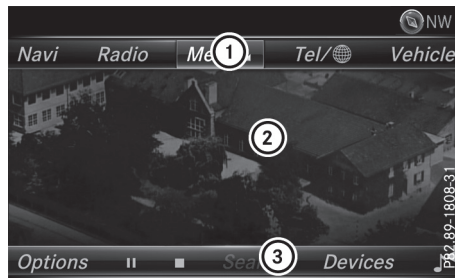 NW
Navi Radio Tel/ Vehicle
1
2
3
Options Devices
P82.89-1808-31